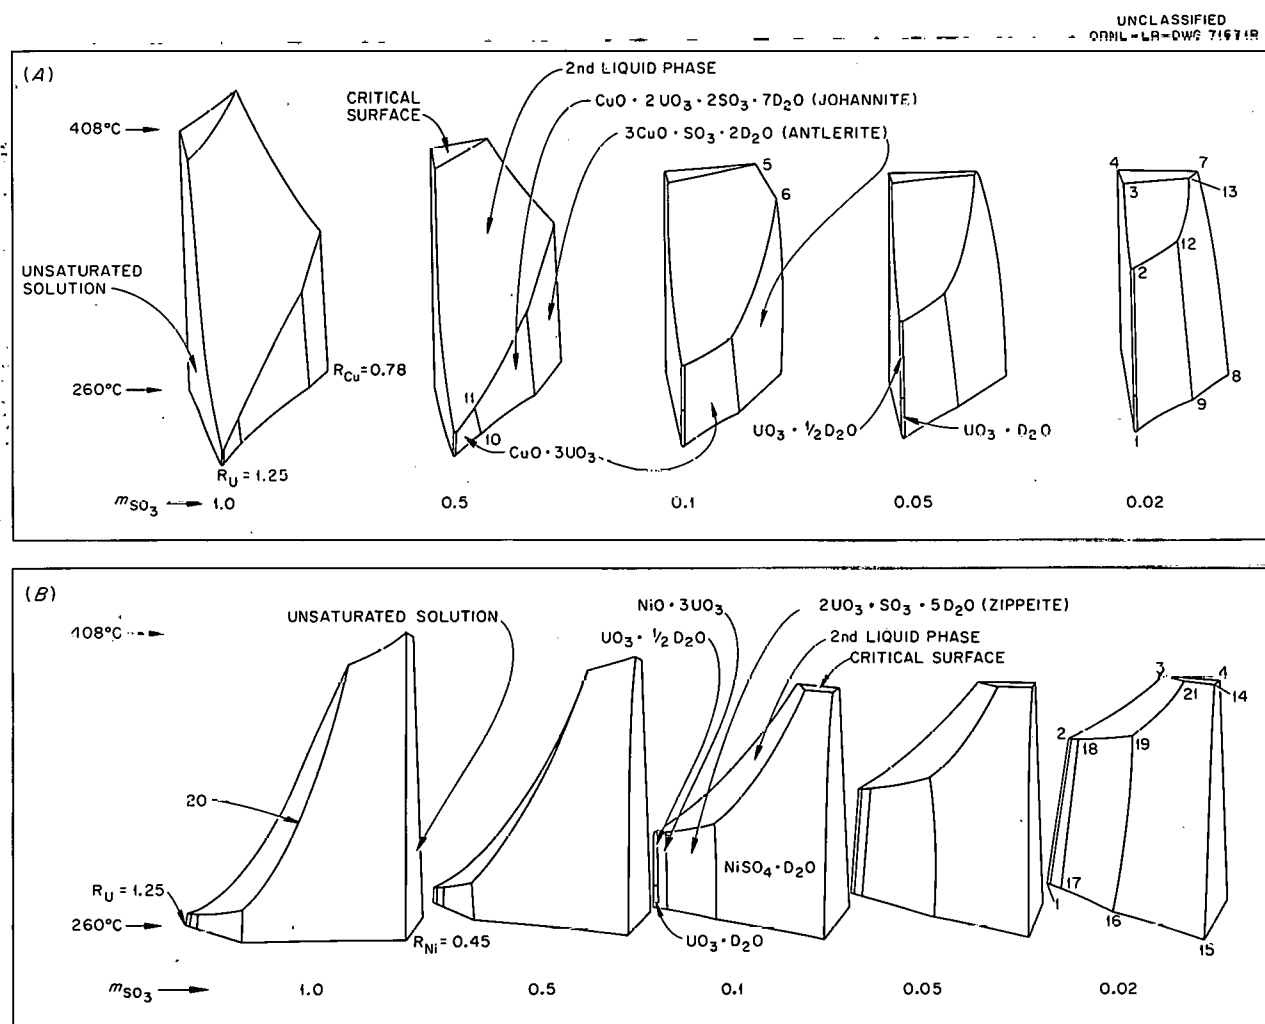 UNCLASSIFIED
ORNL-LR-DWG 71671R
(A)
2nd LIQUID PHASE
CRITICAL
SURFACE
CuO · 2UO3 · 2SO3 · 7D2O (JOHANNITE)
3CuO · SO3 · 2D2O (ANTLERITE)
408°C
UNSATURATED
SOLUTION
260°C
RCu=0.78
RU=1.25
11
10
CuO · 3UO3
5
6
UO3 · ½D2O
UO3 · D2O
4
7
3
13
12
2
8
9
1
mSO3
1.0
0.5
0.1
0.05
0.02
(B)
UNSATURATED SOLUTION
NiO · 3UO3
UO3 · ½D2O
2UO3 · SO3 · 5D2O (ZIPPEITE)
2nd LIQUID PHASE
CRITICAL SURFACE
408°C
20
RU=1.25
260°C
RNi=0.45
NiSO4 · D2O
UO3 · D2O
3
4
21
14
2
18
19
17
1
16
15
mSO3
1.0
0.5
0.1
0.05
0.02